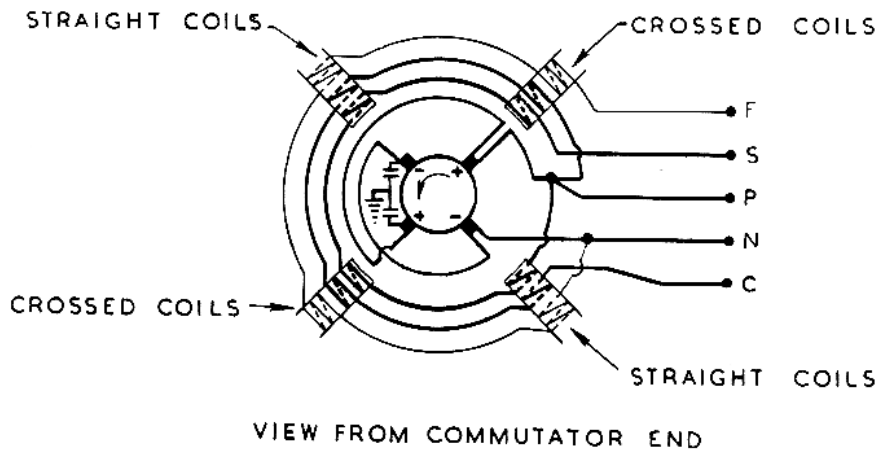 STRAIGHT COILS
CROSSED COILS
F
S
P
N
C
- +
+ -
CROSSED COILS
STRAIGHT COILS
VIEW FROM COMMUTATOR END